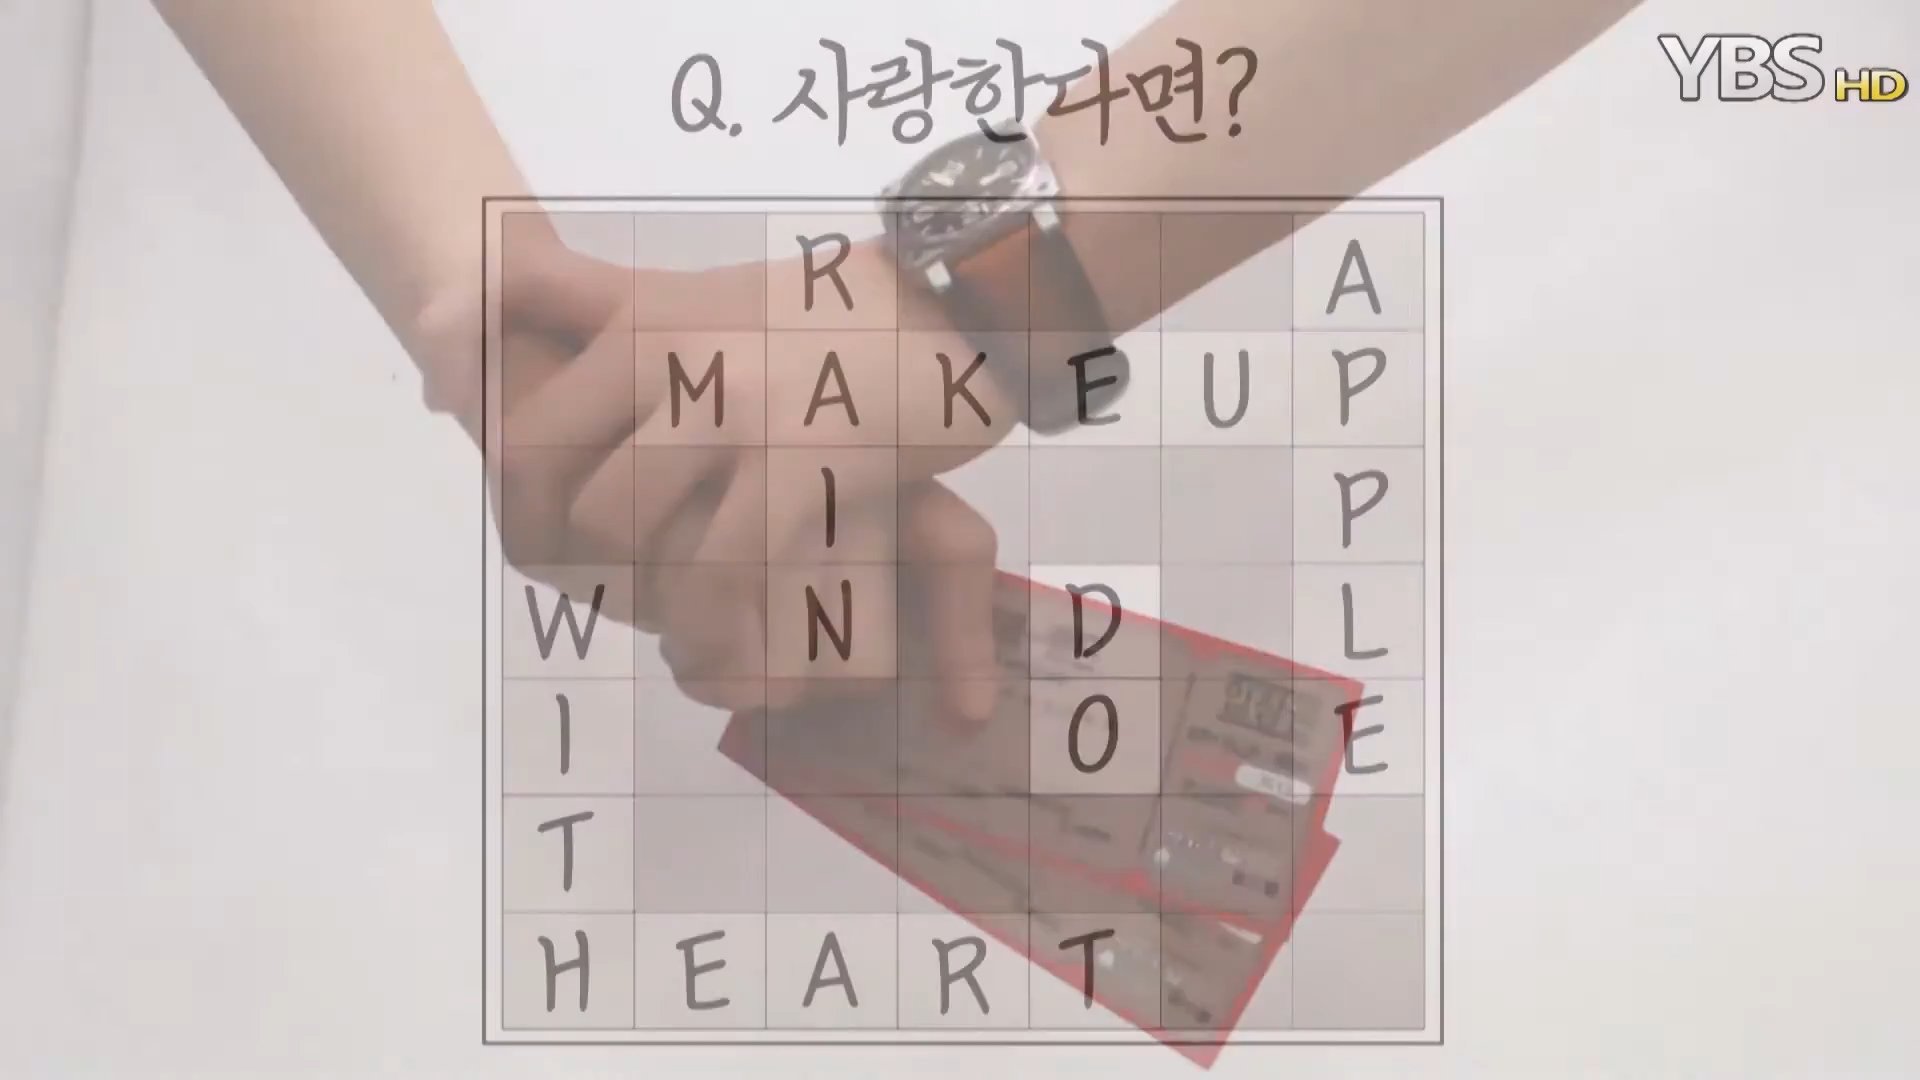 Q. 사랑한다면?
YBS HD
R A
M A K E U P
I P
W N D L
I O E
T
H E A R T